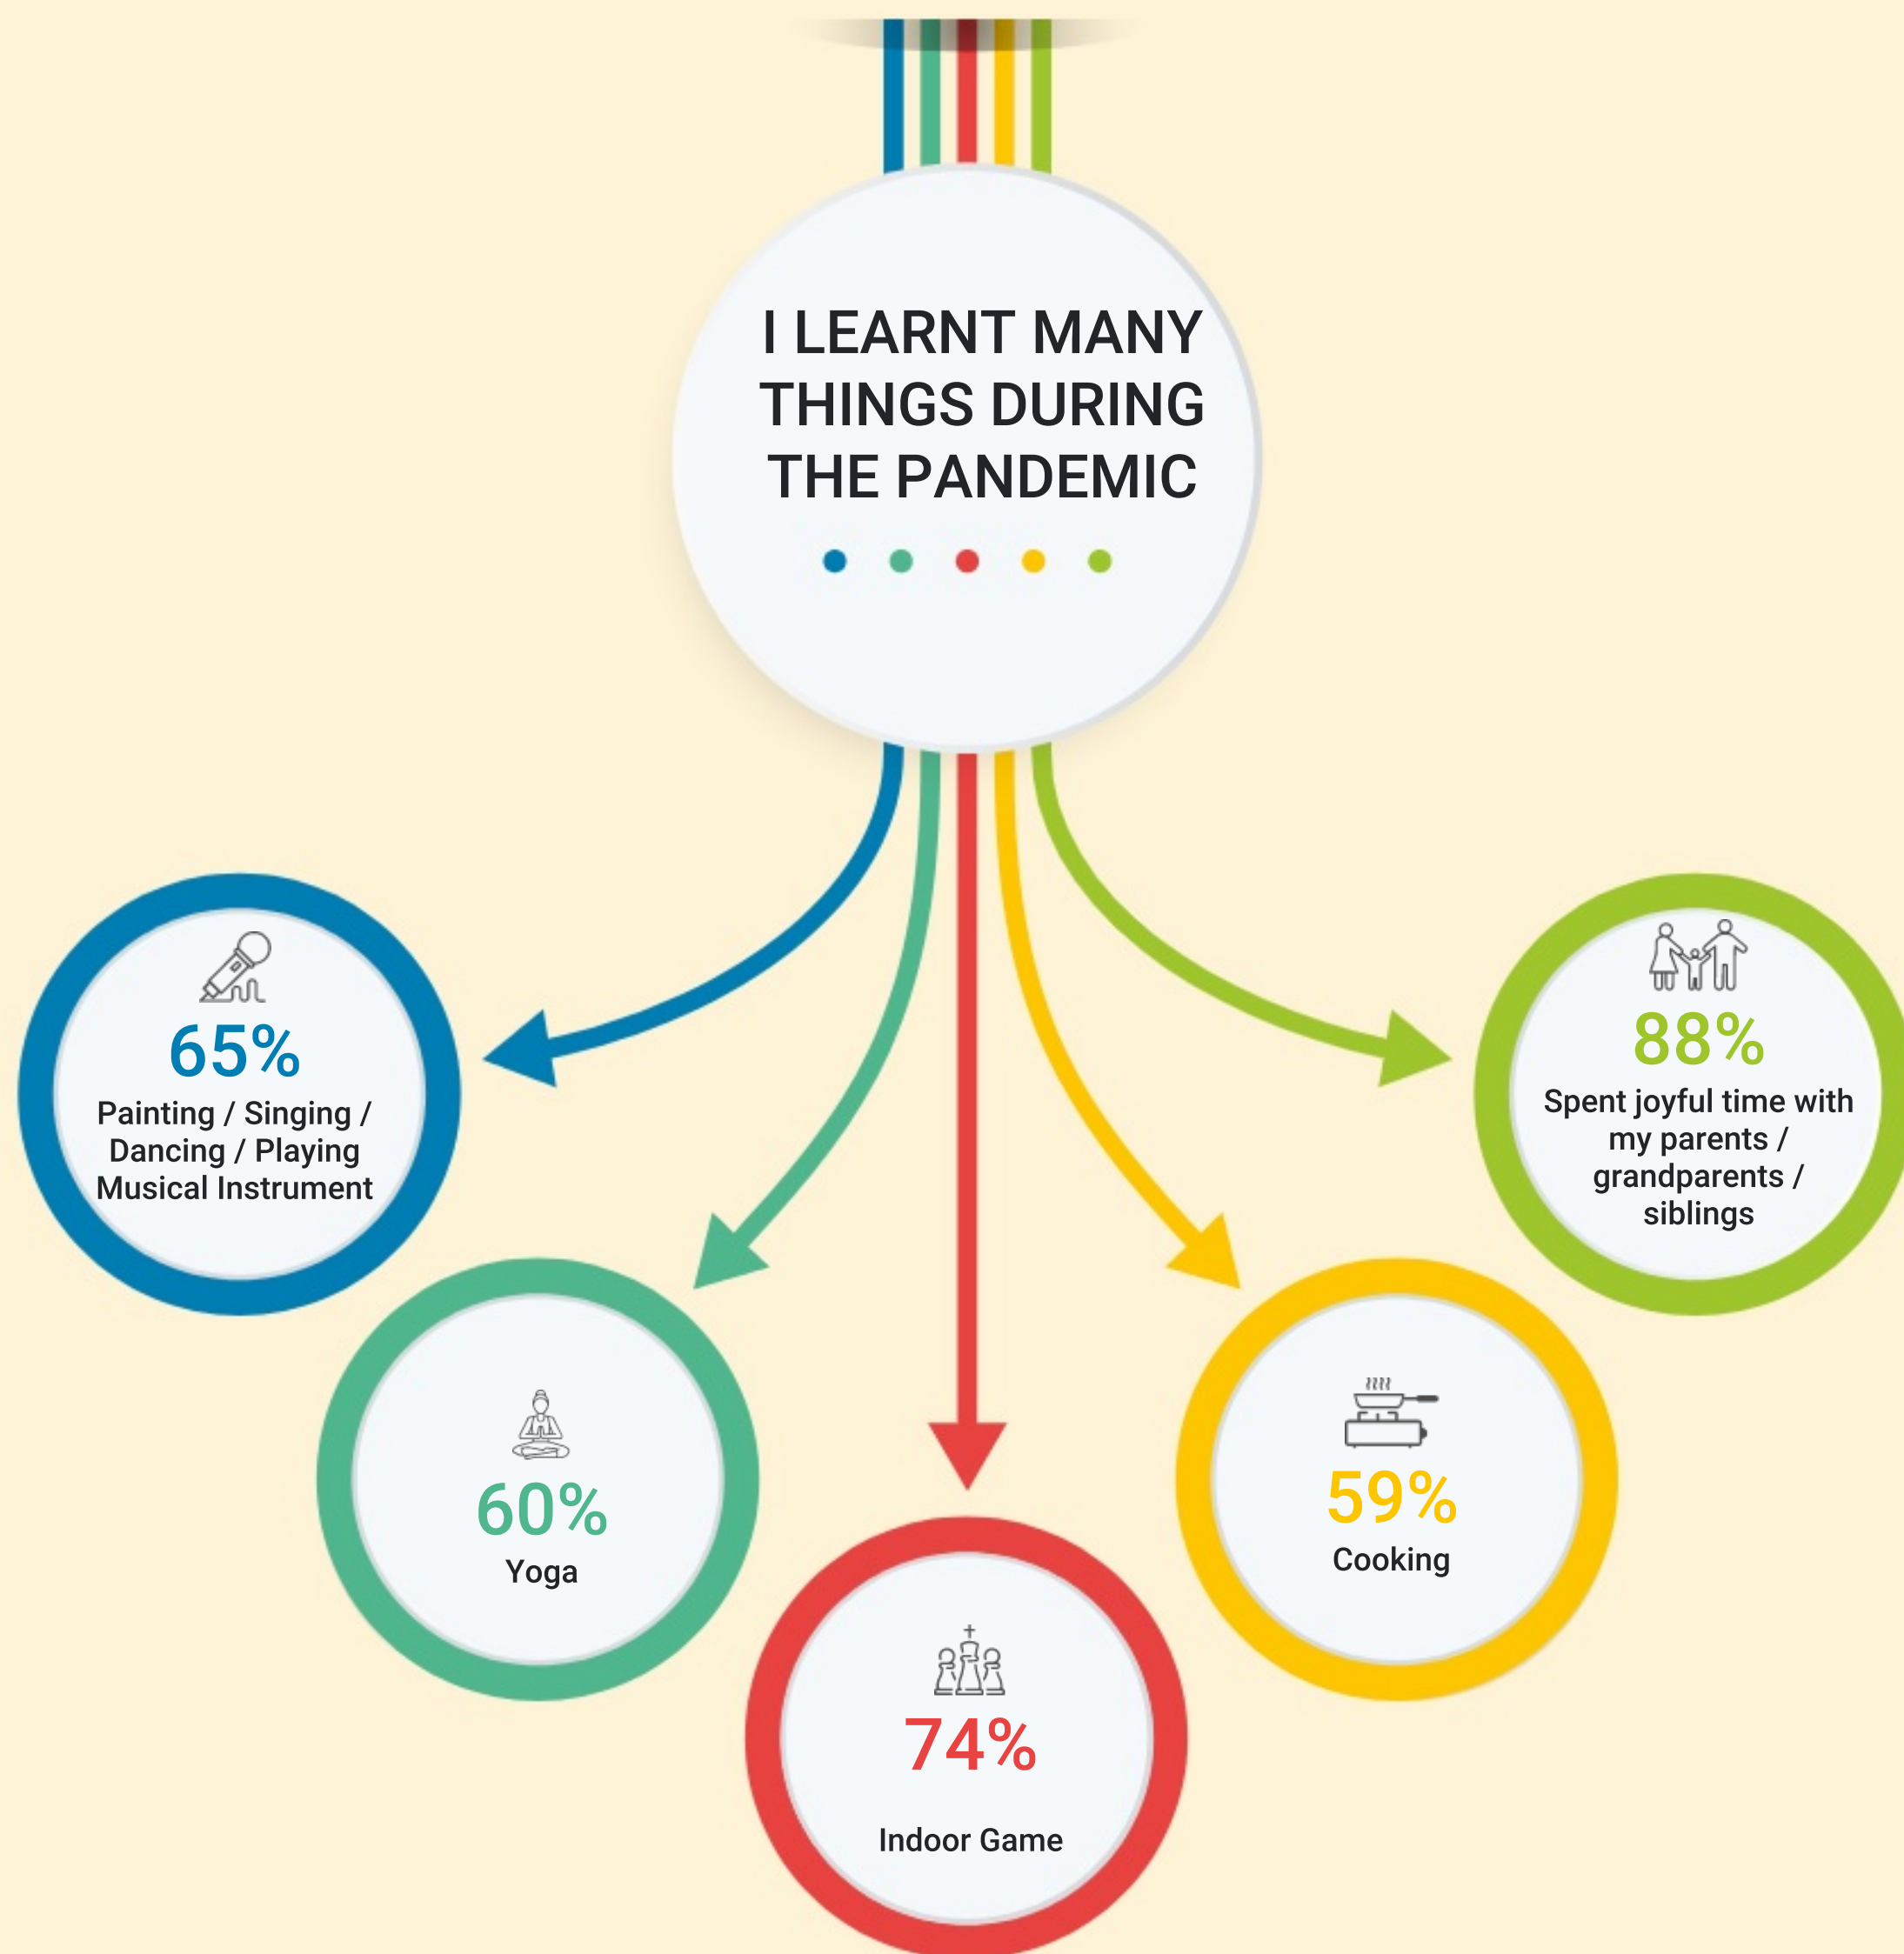 I LEARNT MANY
THINGS DURING
THE PANDEMIC
65%
Painting / Singing /
Dancing / Playing
Musical Instrument
60%
Yoga
74%
Indoor Game
59%
Cooking
88%
Spent joyful time with
my parents /
grandparents /
siblings